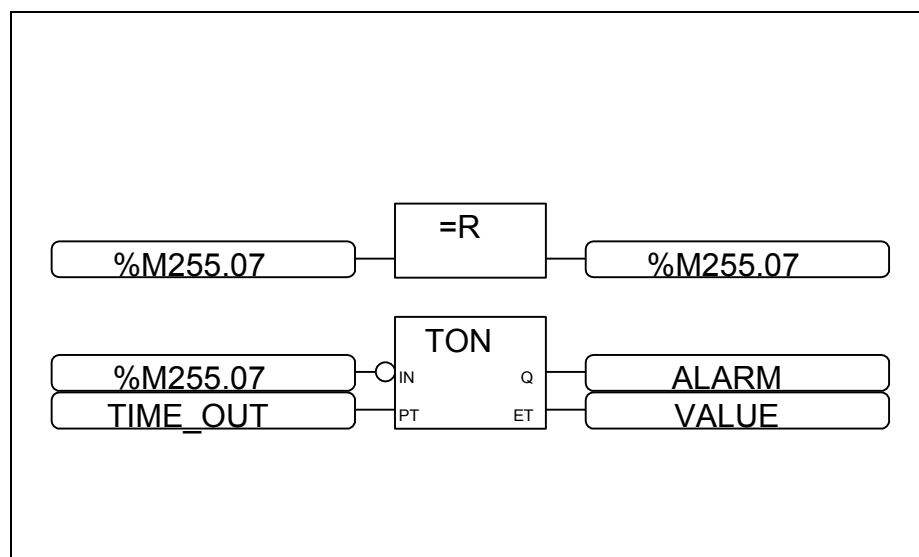 =R
%M255.07 %M255.07
TON
%M255.07 IN Q ALARM
TIME_OUT PT ET VALUE